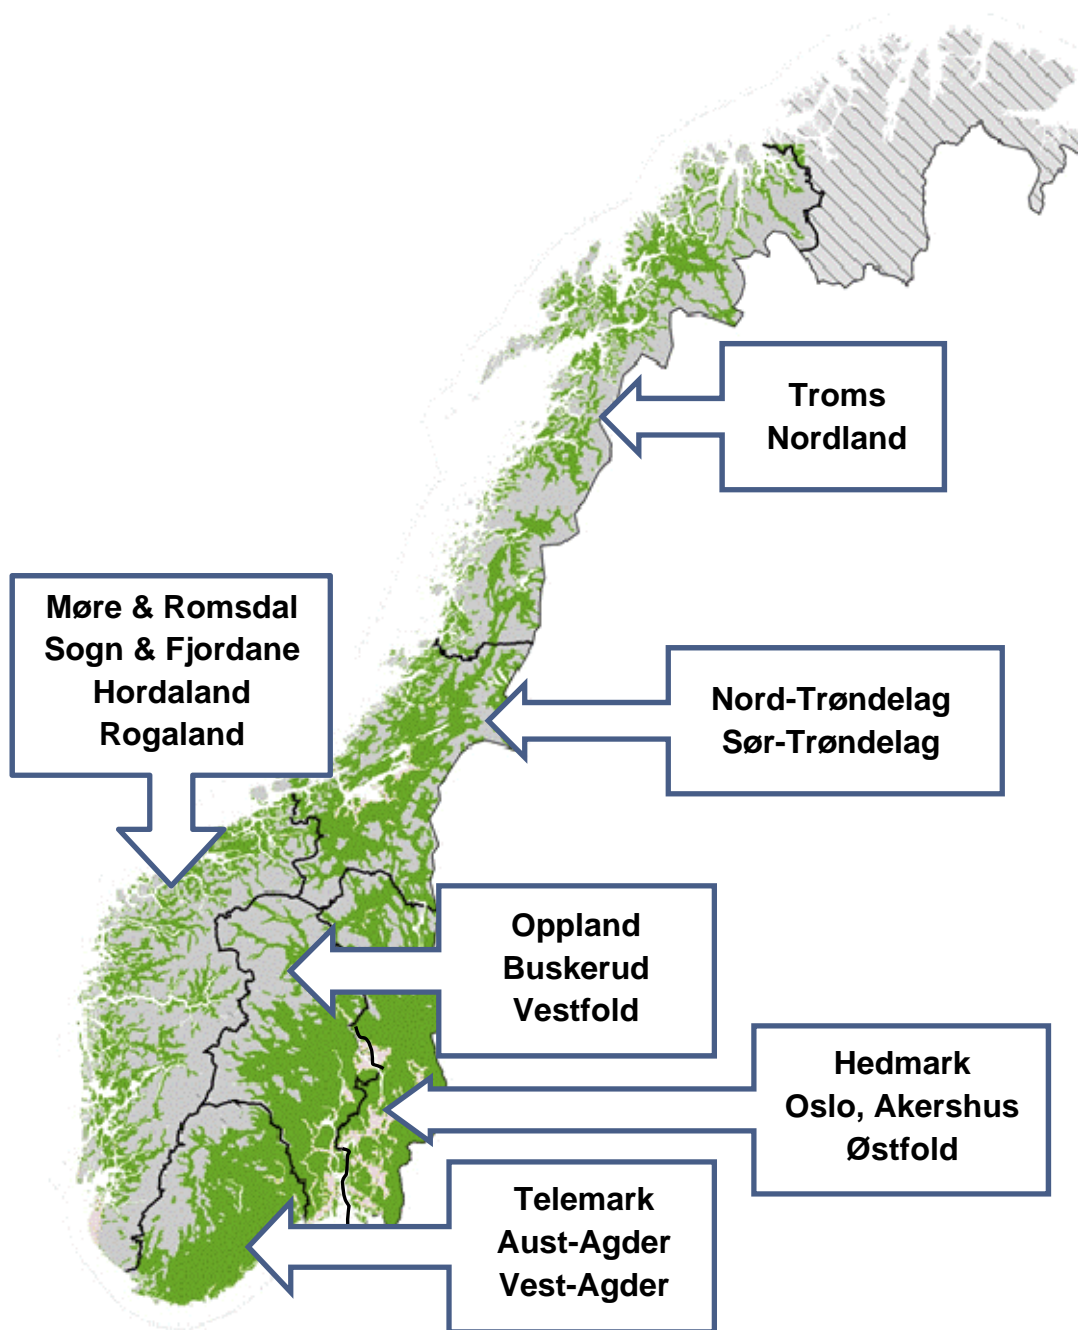 Troms
Nordland
Møre & Romsdal
Sogn & Fjordane
Hordaland
Rogaland
Nord-Trøndelag
Sør-Trøndelag
Oppland
Buskerud
Vestfold
Hedmark
Oslo, Akershus
Østfold
Telemark
Aust-Agder
Vest-Agder